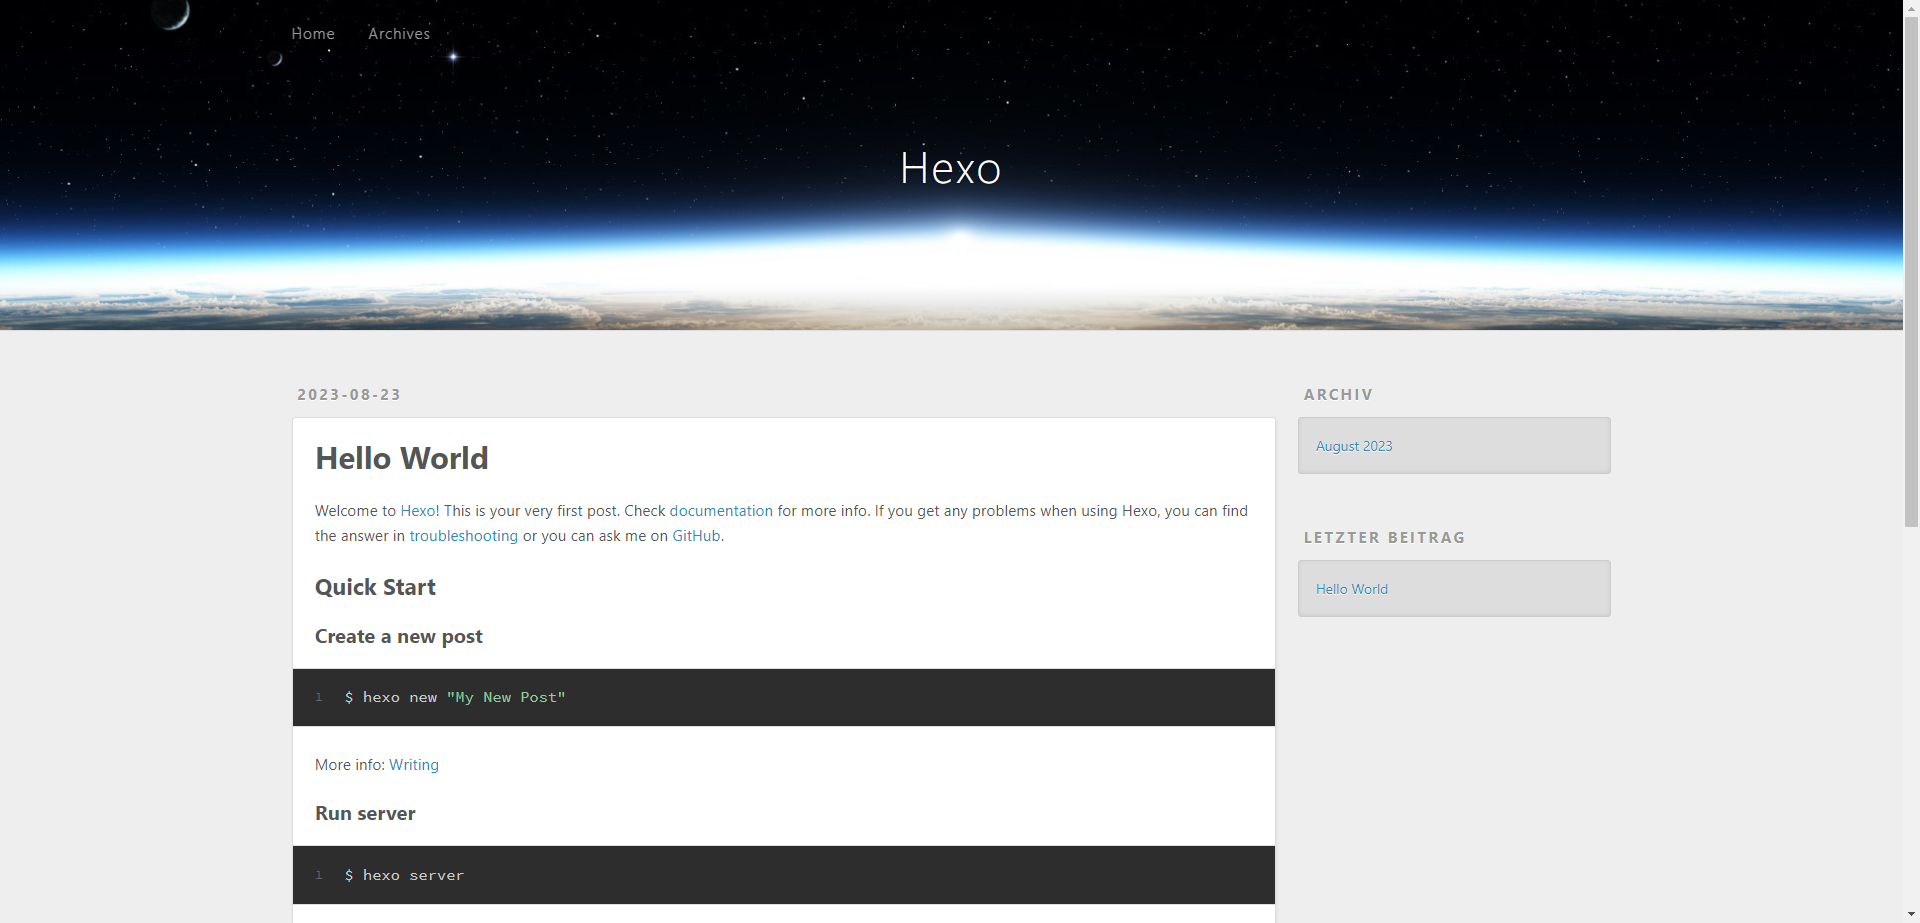 Home Archives
Hexo
2023-08-23
Hello World
Welcome to Hexo! This is your very first post. Check documentation for more info. If you get any problems when using Hexo, you can find
the answer in troubleshooting or you can ask me on GitHub.
Quick Start
Create a new post
1 $ hexo new "My New Post"
More info: Writing
Run server
1 $ hexo server
ARCHIV
August 2023
LETZTER BEITRAG
Hello World